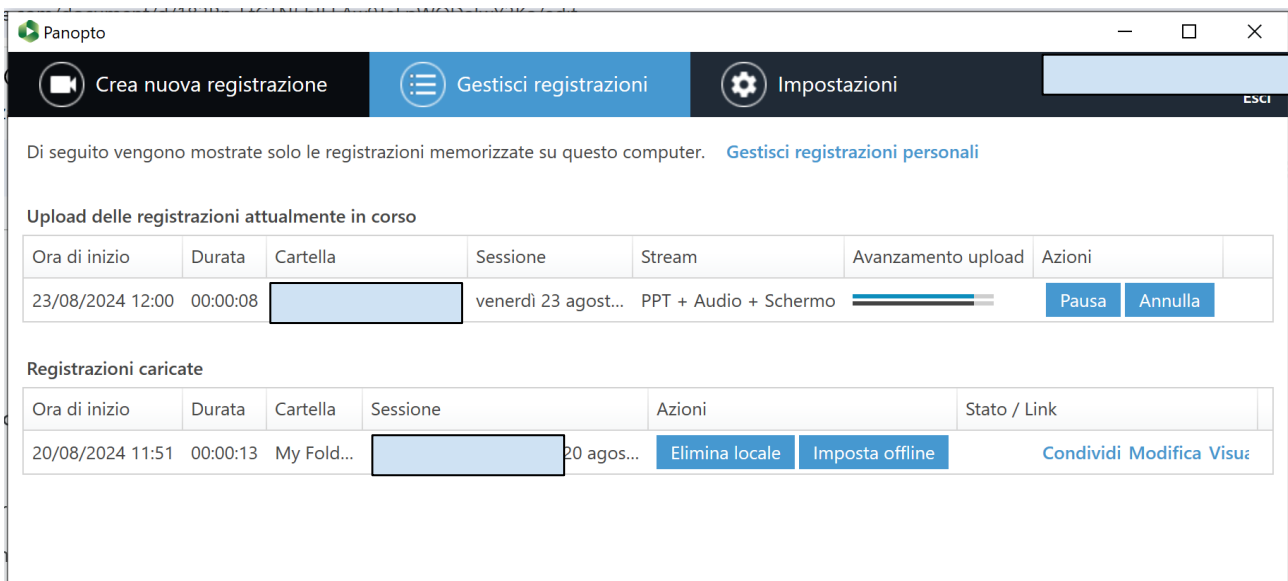 Panopto
Crea nuova registrazione Gestisci registrazioni Impostazioni
Esci
Di seguito vengono mostrate solo le registrazioni memorizzate su questo computer. Gestisci registrazioni personali
Upload delle registrazioni attualmente in corso
Ora di inizio Durata Cartella Sessione Stream Avanzamento upload Azioni
23/08/2024 12:00 00:00:08 venerdì 23 agost... PPT + Audio + Schermo Pausa Annulla
Registrazioni caricate
Ora di inizio Durata Cartella Sessione Azioni Stato / Link
20/08/2024 11:51 00:00:13 My Fold... 20 agos... Elimina locale Imposta offline Condividi Modifica Visua